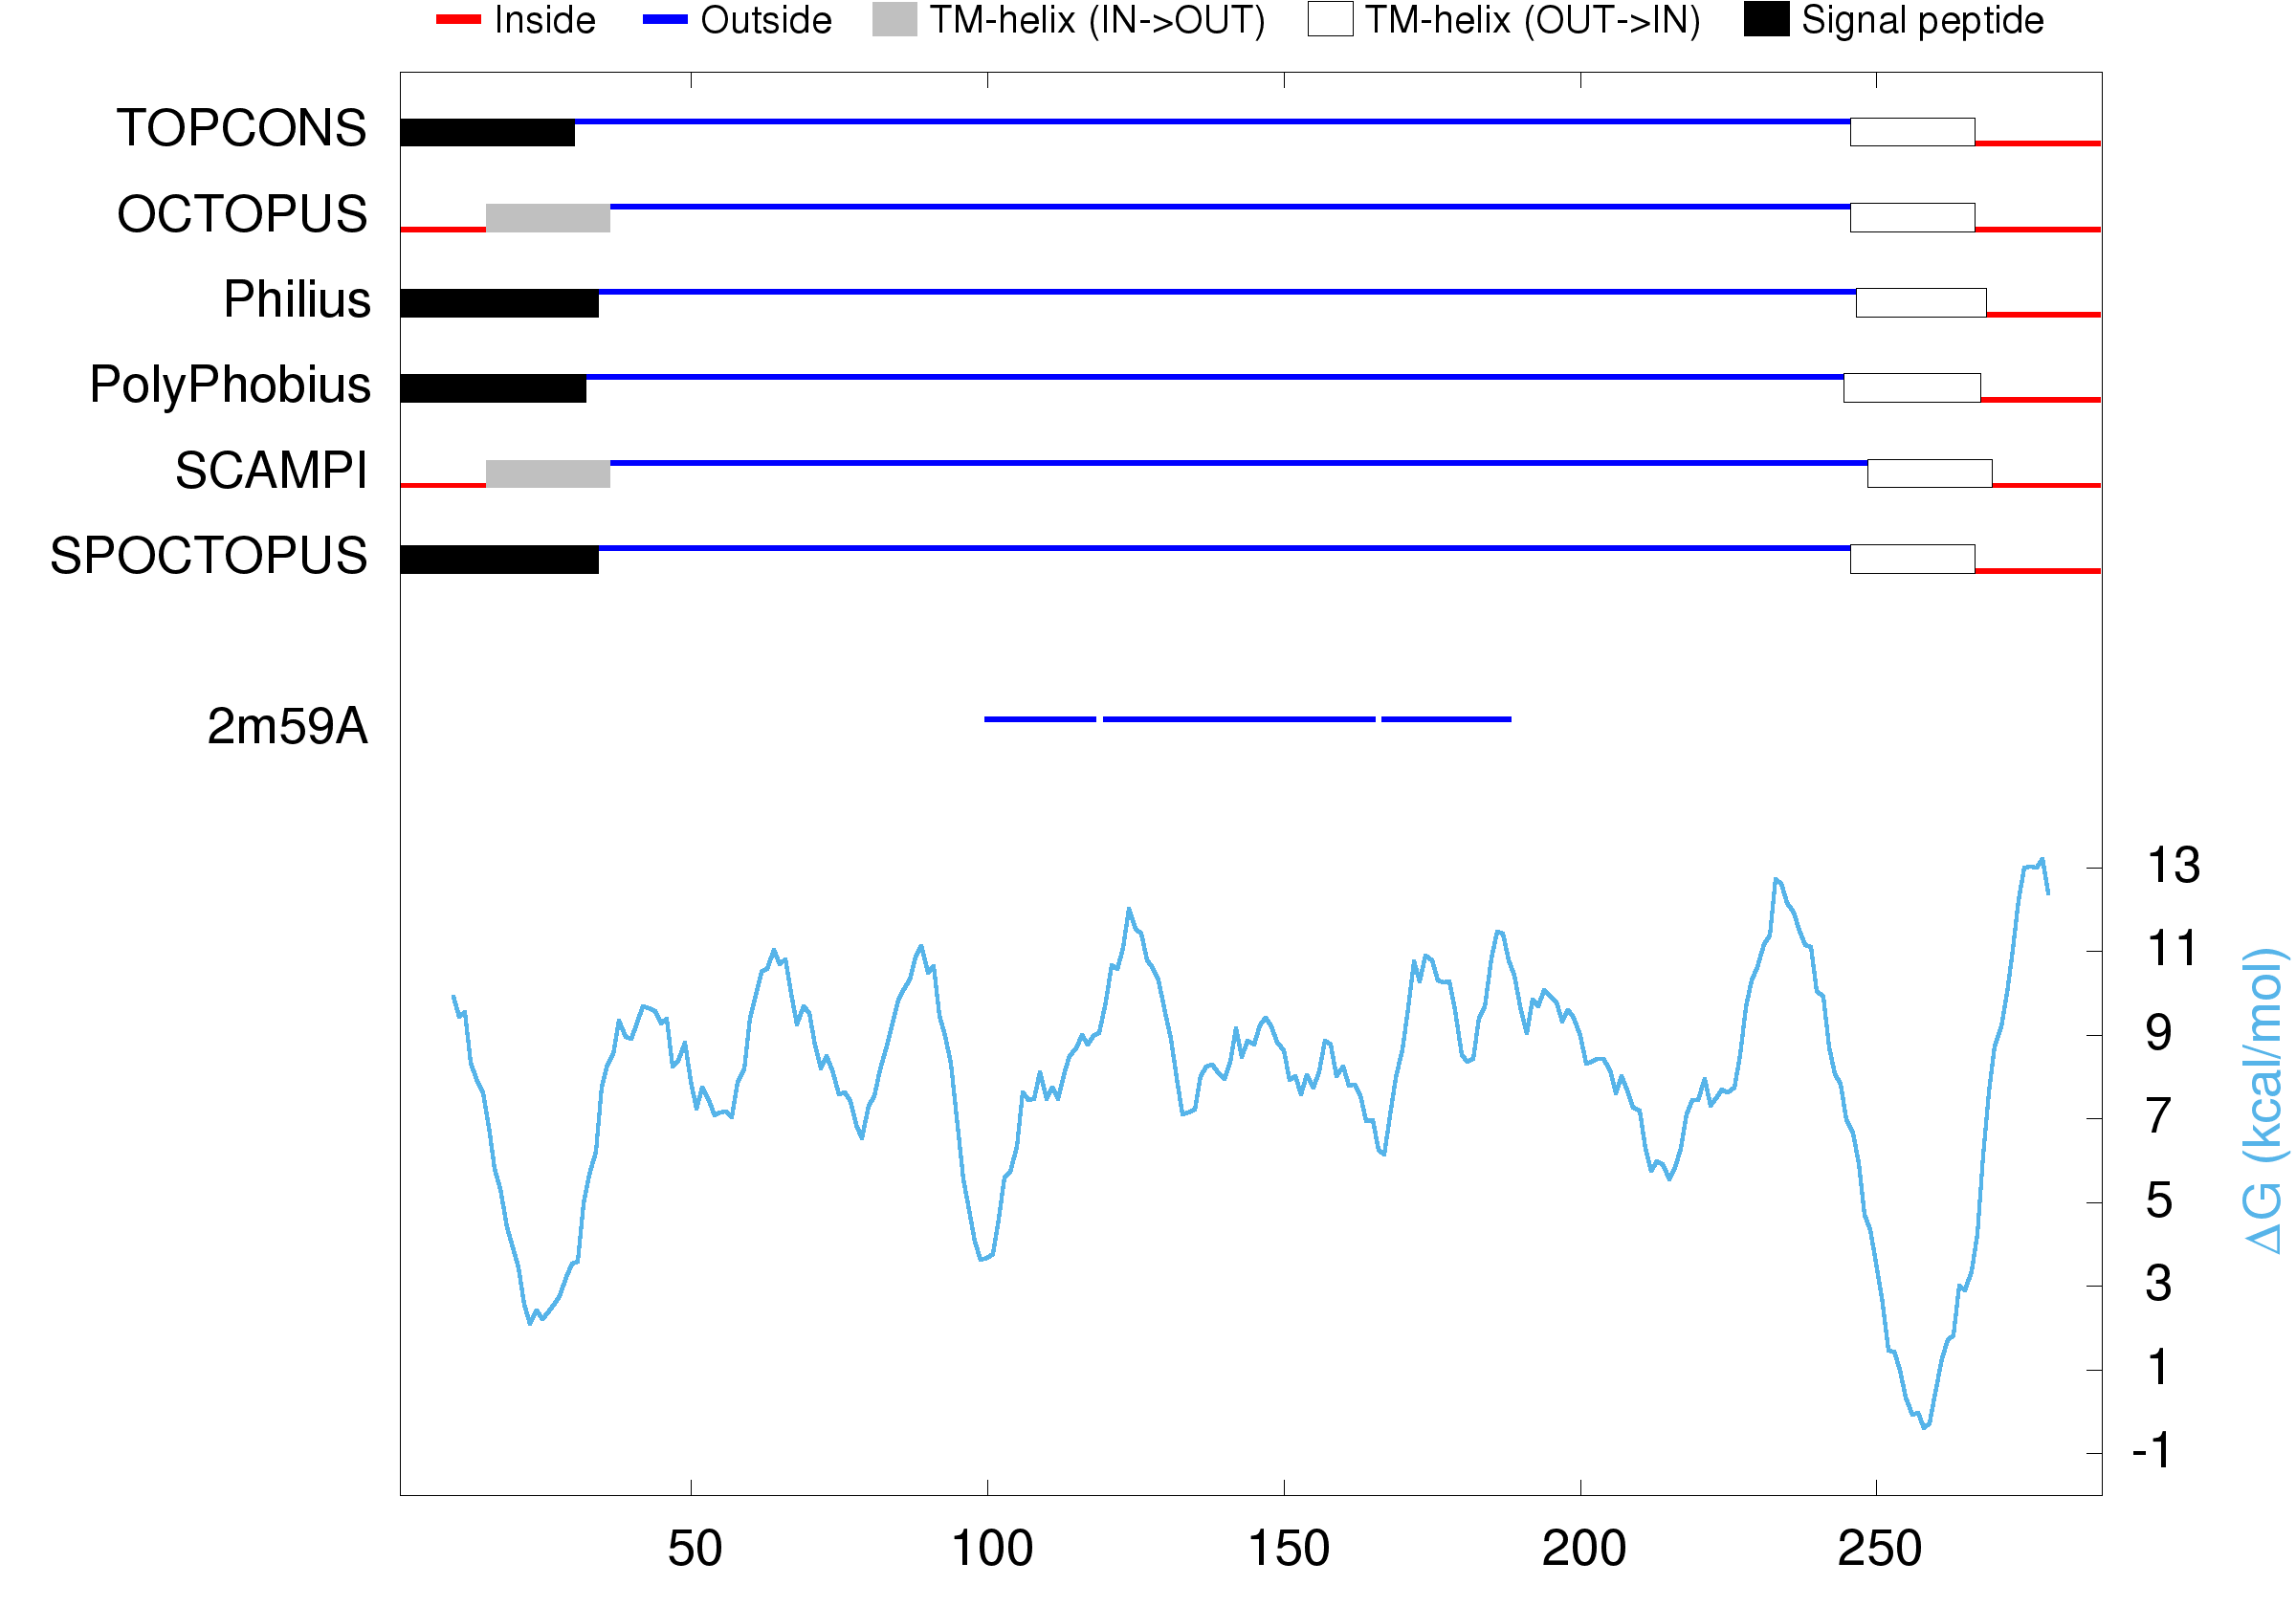 Inside Outside TM-helix (IN->OUT) TM-helix (OUT->IN) Signal peptide
TOPCONS
OCTOPUS
Philius
PolyPhobius
SCAMPI
SPOCTOPUS
2m59A
13
11
9
7
5
3
1
-1
ΔG (kcal/mol)
50 100 150 200 250